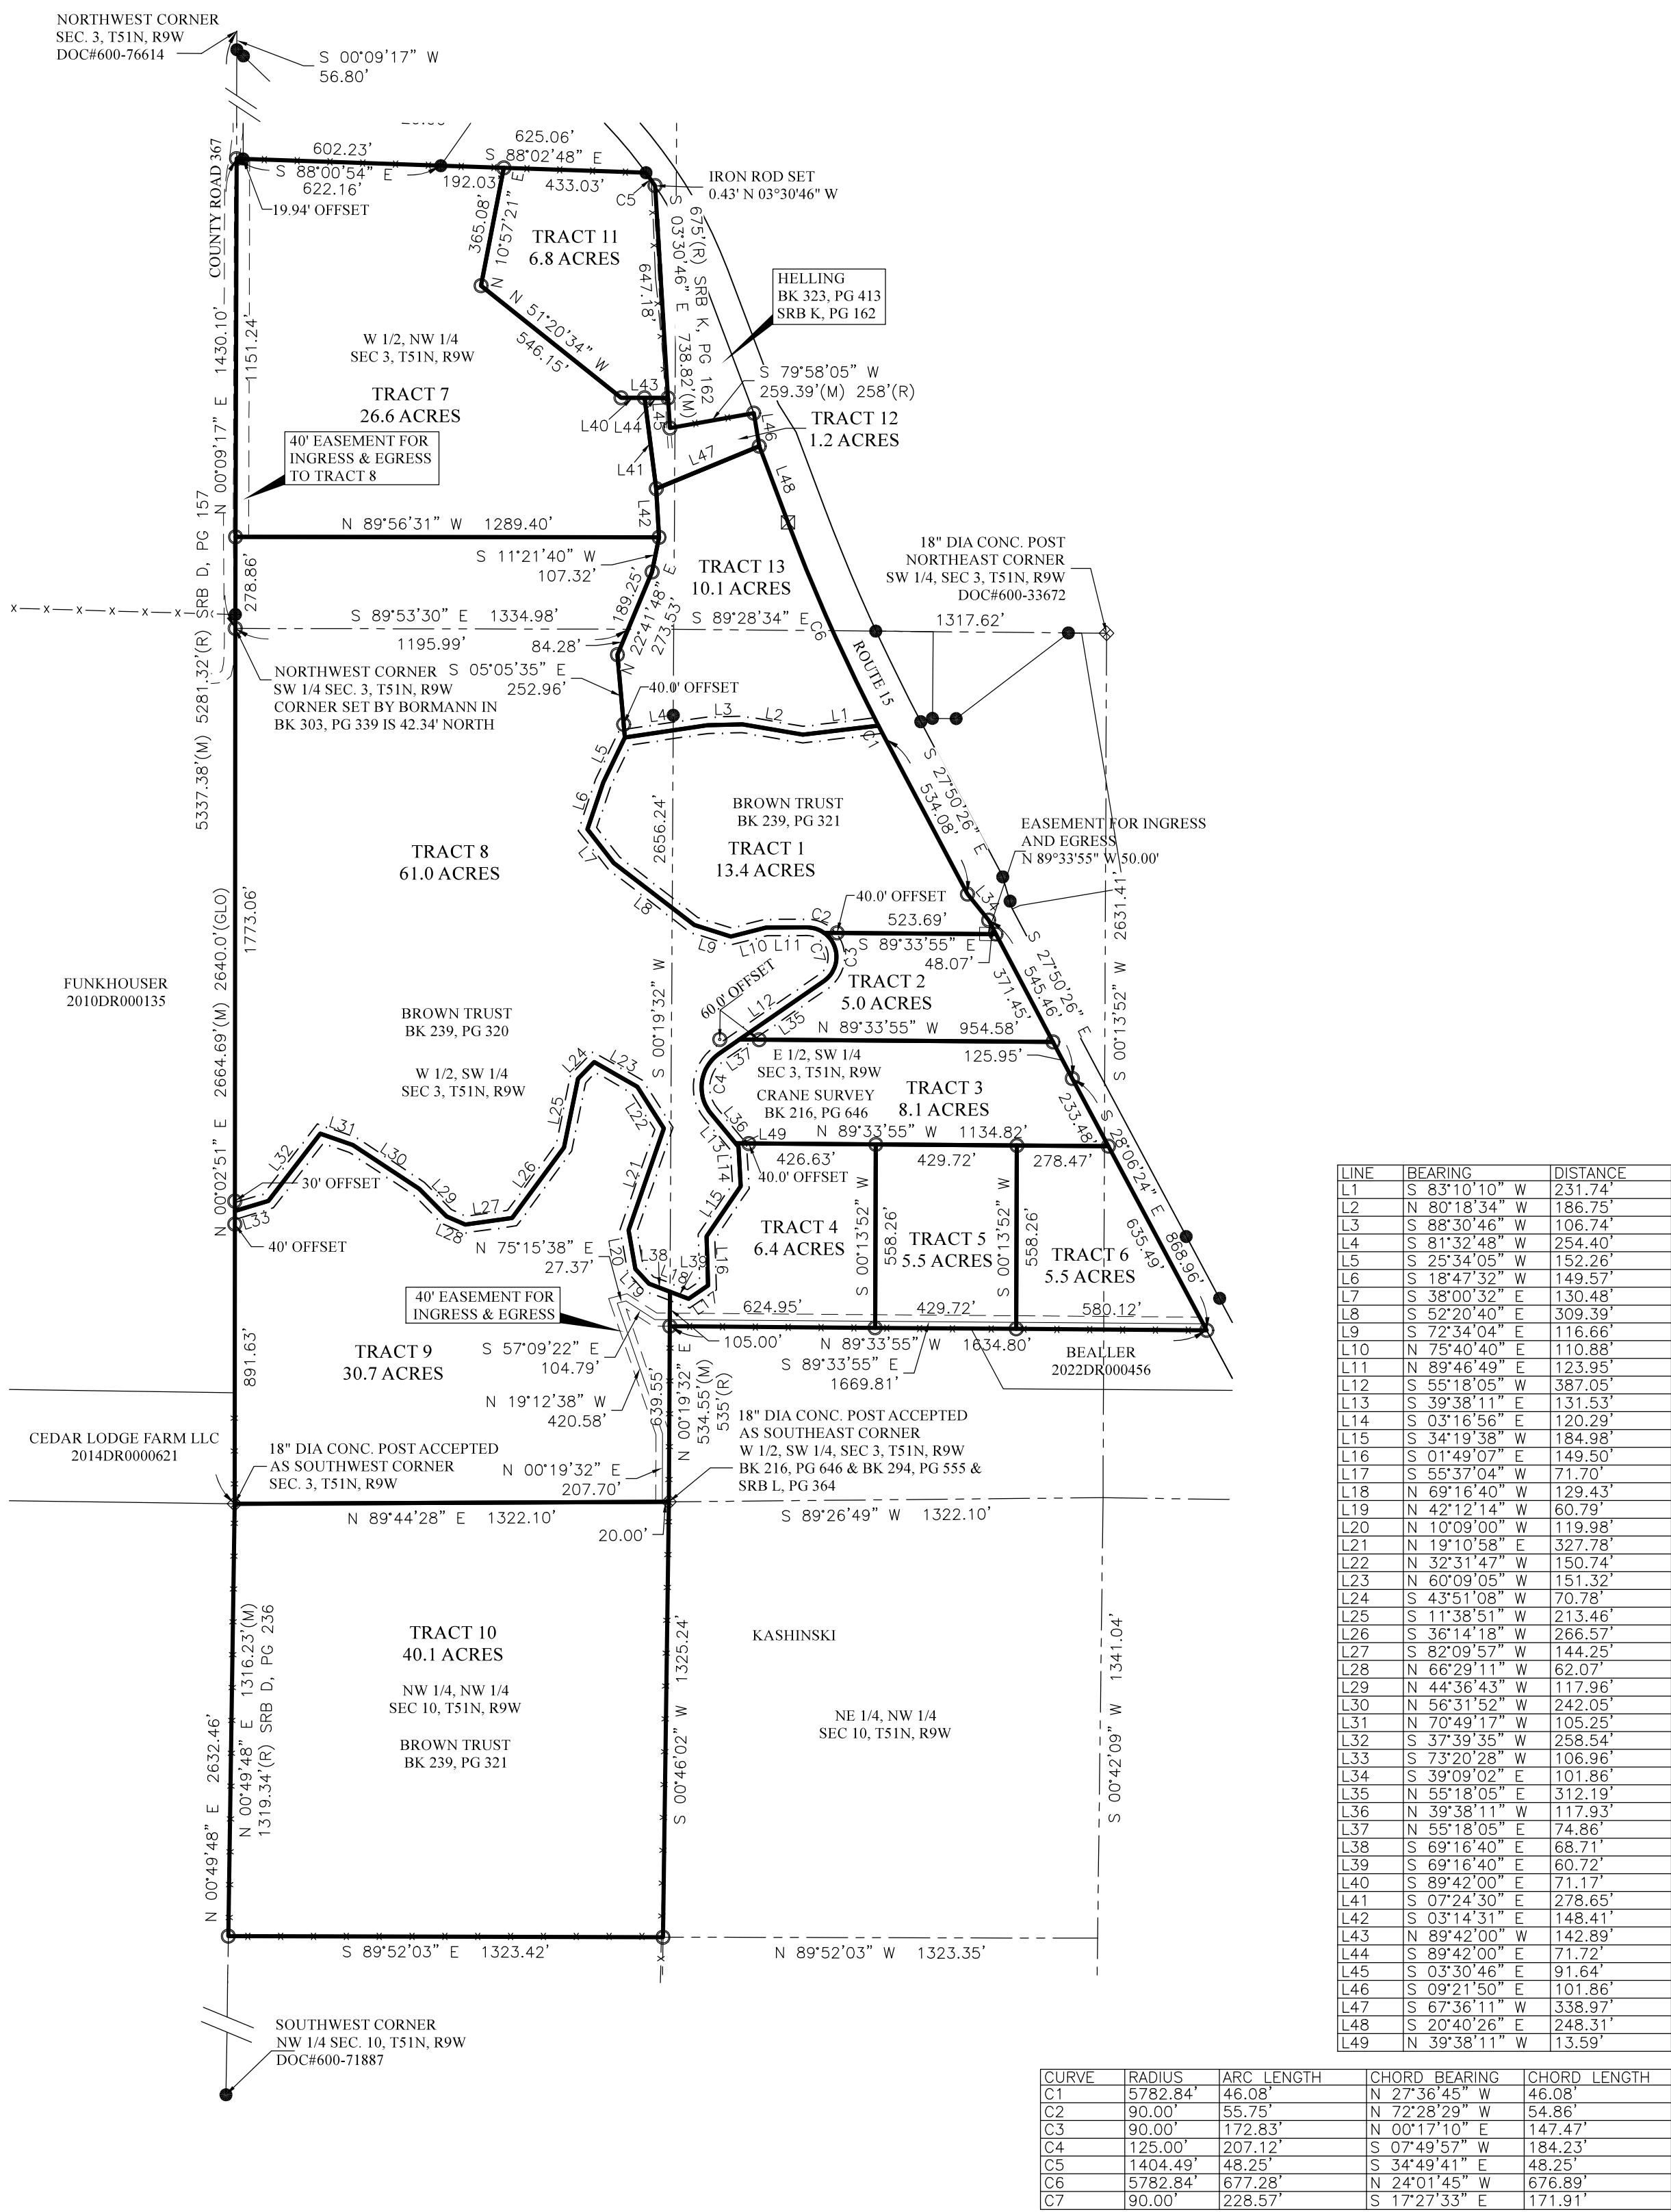 NORTHWEST CORNER
SEC. 3, T51N, R9W
DOC#600-76614
S 00°09'17" W
56.80'
COUNTY ROAD 367
602.23'
S 88°00'54" E
622.16'
19.94' OFFSET
625.06'
S 88°02'48" E
192.03'
433.03'
C5
IRON ROD SET
0.43' N 03°30'46" W
365.08'
N 10°57'21" E
TRACT 11
6.8 ACRES
647.18'
S 03°30'46" E 738.82'(M)
675'(R) SRB K, PG 162
HELLING
BK 323, PG 413
SRB K, PG 162
N 51°20'34" W
546.15'
W 1/2, NW 1/4
SEC 3, T51N, R9W
TRACT 7
26.6 ACRES
N 00°09'17" E 1430.10'
1151.24'
40' EASEMENT FOR
INGRESS & EGRESS
TO TRACT 8
L43
L40
L44
L45
L41
L42
S 79°58'05" W
259.39'(M) 258'(R)
TRACT 12
1.2 ACRES
L46
L47
L48
N 89°56'31" W 1289.40'
S 11°21'40" W
107.32'
TRACT 13
10.1 ACRES
18" DIA CONC. POST
NORTHEAST CORNER
SW 1/4, SEC 3, T51N, R9W
DOC#600-33672
278.86'
S 89°53'30" E 1334.98'
1195.99'
84.28'
189.25'
N 22°41'48" E
273.53'
S 89°28'34" E
1317.62'
C6
ROUTE 15
NORTHWEST CORNER
SW 1/4 SEC. 3, T51N, R9W
CORNER SET BY BORMANN IN
BK 303, PG 339 IS 42.34' NORTH
S 05°05'35" E
252.96'
40.0' OFFSET
5337.38'(M) 5281.32'(R) SRB D, PG 157
L4
L3
L2
L1
C1
L5
L6
L7
L8
L9
L10
L11
C2
2656.24'
S 00°19'32" W
BROWN TRUST
BK 239, PG 321
TRACT 1
13.4 ACRES
S 27°50'26" E
534.08'
EASEMENT FOR INGRESS
AND EGRESS
N 89°33'55" W 50.00'
L34
TRACT 8
61.0 ACRES
1773.06'
N 00°02'51" E 2664.69'(M) 2640.0'(GLO)
40.0' OFFSET
523.69'
S 89°33'55" E
48.07'
C7
C3
S 27°50'26" E
545.46'
371.45'
S 00°13'52" W 2631.41'
FUNKHOUSER
2010DR000135
TRACT 2
5.0 ACRES
60.0' OFFSET
L12
L35
N 89°33'55" W 954.58'
125.95'
BROWN TRUST
BK 239, PG 320
W 1/2, SW 1/4
SEC 3, T51N, R9W
L37
E 1/2, SW 1/4
SEC 3, T51N, R9W
CRANE SURVEY
BK 216, PG 646
TRACT 3
8.1 ACRES
C4
L36
L13
L49
N 89°33'55" W 1134.82'
233.48'
S 28°06'24" E
868.96'
635.49'
426.63'
429.72'
278.47'
40.0' OFFSET
L14
L15
L16
L17
L18
L19
L20
L21
L22
L23
L24
L25
L26
L27
L28
L29
L30
L31
L32
L33
L38
L39
30' OFFSET
40' OFFSET
TRACT 4
6.4 ACRES
S 00°13'52" W
558.26'
TRACT 5
5.5 ACRES
S 00°13'52" W
558.26'
TRACT 6
5.5 ACRES
N 75°15'38" E
27.37'
40' EASEMENT FOR
INGRESS & EGRESS
624.95'
429.72'
580.12'
105.00'
N 89°33'55" W 1634.80'
S 89°33'55" E
1669.81'
BEALLER
2022DR000456
TRACT 9
30.7 ACRES
891.63'
S 57°09'22" E
104.79'
N 19°12'38" W
420.58'
639.55'
N 00°19'32" E
534.55'(M)
535'(R)
CEDAR LODGE FARM LLC
2014DR0000621
18" DIA CONC. POST ACCEPTED
AS SOUTHWEST CORNER
SEC. 3, T51N, R9W
N 00°19'32" E
207.70'
18" DIA CONC. POST ACCEPTED
AS SOUTHEAST CORNER
W 1/2, SW 1/4, SEC 3, T51N, R9W
BK 216, PG 646 & BK 294, PG 555 &
SRB L, PG 364
N 89°44'28" E 1322.10'
20.00'
S 89°26'49" W 1322.10'
N 00°49'48" E 2632.46'
N 00°49'48" E 1316.23'(M)
1319.34'(R) SRB D, PG 236
TRACT 10
40.1 ACRES
NW 1/4, NW 1/4
SEC 10, T51N, R9W
BROWN TRUST
BK 239, PG 321
S 00°46'02" W 1325.24'
KASHINSKI
NE 1/4, NW 1/4
SEC 10, T51N, R9W
S 00°42'09" W 1341.04'
S 89°52'03" E 1323.42'
N 89°52'03" W 1323.35'
SOUTHWEST CORNER
NW 1/4 SEC. 10, T51N, R9W
DOC#600-71887
LINE BEARING DISTANCE
L1 S 83°10'10" W 231.74'
L2 N 80°18'34" W 186.75'
L3 S 88°30'46" W 106.74'
L4 S 81°32'48" W 254.40'
L5 S 25°34'05" W 152.26'
L6 S 18°47'32" W 149.57'
L7 S 38°00'32" E 130.48'
L8 S 52°20'40" E 309.39'
L9 S 72°34'04" E 116.66'
L10 N 75°40'40" E 110.88'
L11 N 89°46'49" E 123.95'
L12 S 55°18'05" W 387.05'
L13 S 39°38'11" E 131.53'
L14 S 03°16'56" E 120.29'
L15 S 34°19'38" W 184.98'
L16 S 01°49'07" E 149.50'
L17 S 55°37'04" W 71.70'
L18 N 69°16'40" W 129.43'
L19 N 42°12'14" W 60.79'
L20 N 10°09'00" W 119.98'
L21 N 19°10'58" E 327.78'
L22 N 32°31'47" W 150.74'
L23 N 60°09'05" W 151.32'
L24 S 43°51'08" W 70.78'
L25 S 11°38'51" W 213.46'
L26 S 36°14'18" W 266.57'
L27 S 82°09'57" W 144.25'
L28 N 66°29'11" W 62.07'
L29 N 44°36'43" W 117.96'
L30 N 56°31'52" W 242.05'
L31 N 70°49'17" W 105.25'
L32 S 37°39'35" W 258.54'
L33 S 73°20'28" W 106.96'
L34 S 39°09'02" E 101.86'
L35 N 55°18'05" E 312.19'
L36 N 39°38'11" W 117.93'
L37 N 55°18'05" E 74.86'
L38 S 69°16'40" E 68.71'
L39 S 69°16'40" E 60.72'
L40 S 89°42'00" E 71.17'
L41 S 07°24'30" E 278.65'
L42 S 03°14'31" E 148.41'
L43 N 89°42'00" W 142.89'
L44 S 89°42'00" E 71.72'
L45 S 03°30'46" E 91.64'
L46 S 09°21'50" E 101.86'
L47 S 67°36'11" W 338.97'
L48 S 20°40'26" E 248.31'
L49 N 39°38'11" W 13.59'
CURVE RADIUS ARC LENGTH CHORD BEARING CHORD LENGTH
C1 5782.84' 46.08' N 27°36'45" W 46.08'
C2 90.00' 55.75' N 72°28'29" W 54.86'
C3 90.00' 172.83' N 00°17'10" E 147.47'
C4 125.00' 207.12' S 07°49'57" W 184.23'
C5 1404.49' 48.25' S 34°49'41" E 48.25'
C6 5782.84' 677.28' N 24°01'45" W 676.89'
C7 90.00' 228.57' S 17°27'33" E 171.91'